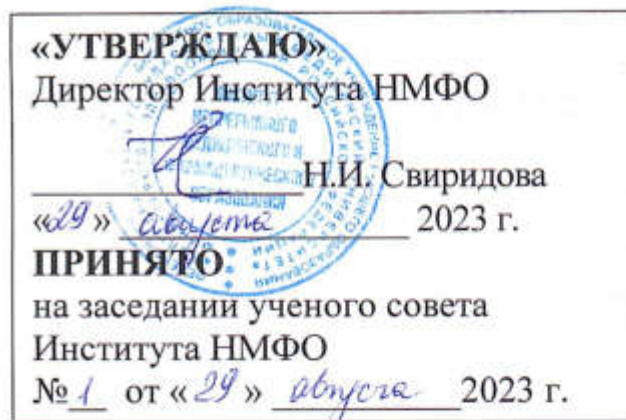 «УТВЕРЖДАЮ»
Директор Института НМФО
Н.И. Свиридова
«29» августа 2023 г.
ПРИНЯТО
на заседании ученого совета
Института НМФО
№ 1 от « 29 » августа 2023 г.